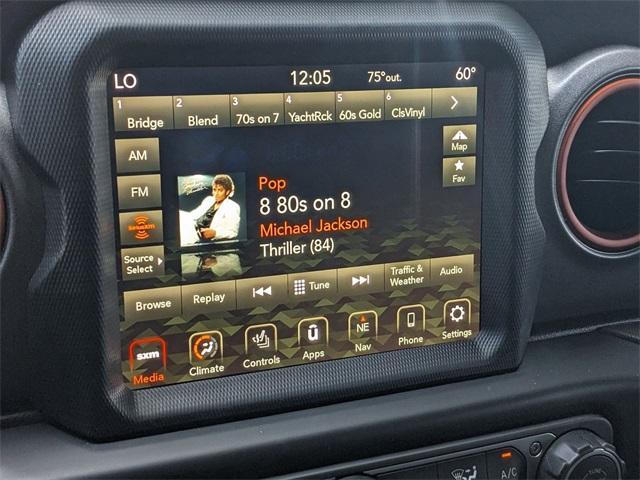 LO 12:05 75°out. 60°
1 Bridge 2 Blend 3 70s on 7 4 YachtRck 5 60s Gold 6 ClsVinyl
AM
Map
FM
Fav
Pop
8 80s on 8
siriusxm
Michael Jackson
Source Select
Thriller (84)
Browse Replay Tune Traffic & Weather Audio
sxm Media Climate Controls ū Apps NE Nav Phone Settings
A/C